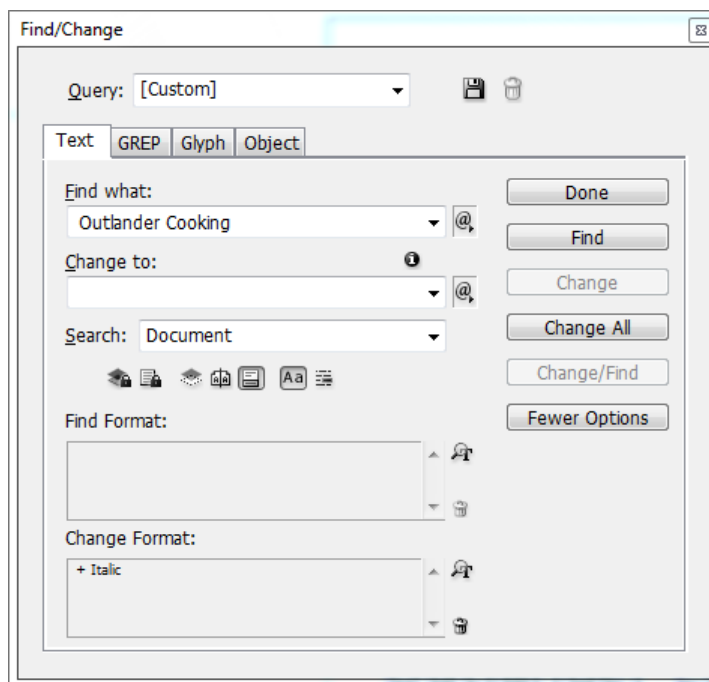 Find/Change
Query: [Custom]
Text GREP Glyph Object
Find what:
Outlander Cooking
Change to:
Search: Document
Aa
Find Format:
Change Format:
+ Italic
Done
Find
Change
Change All
Change/Find
Fewer Options